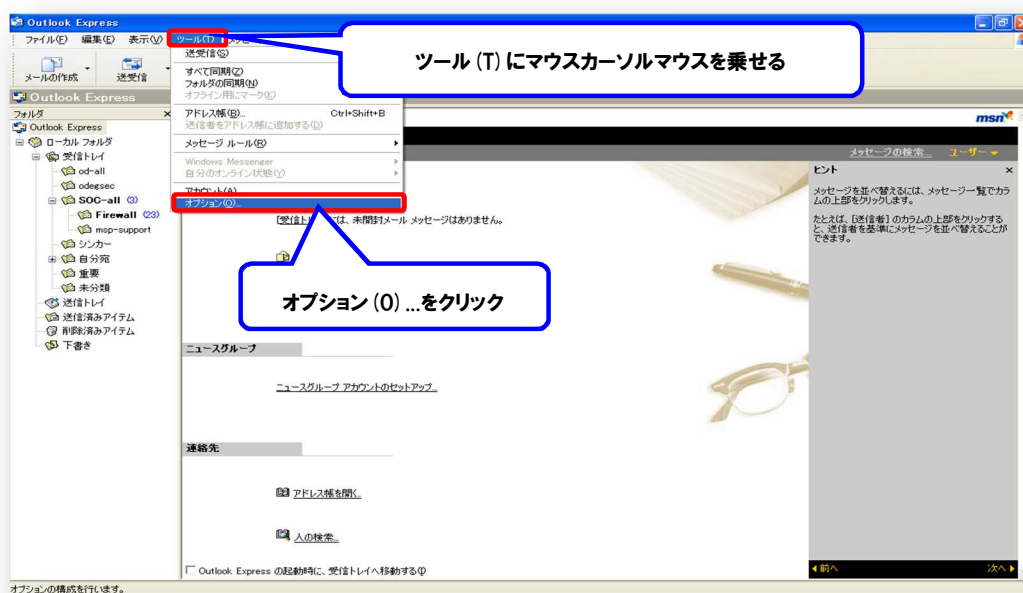 Outlook Express
ファイル(F) 編集(E) 表示(V) ツール(T)
ツール (T) にマウスカーソルマウスを乗せる
メールの作成 送受信
送受信(S)
すべて同期(Z)
フォルダの同期(N)
オフライン用にマーク(K)
アドレス帳(B)... Ctrl+Shift+B
送信者をアドレス帳に追加する(D)
メッセージ ルール(R)
Windows Messenger
自分のオンライン状態(Y)
アカウント(A)...
オプション(O)...
Outlook Express
フォルダ ×
Outlook Express
ローカル フォルダ
受信トレイ
od-all
odegsec
SOC-all (3)
Firewall (23)
msp-support
シンカー
自分宛
重要
未分類
送信トレイ
送信済みアイテム
削除済みアイテム
下書き
msn
メッセージの検索... ユーザー
には、未開封メール メッセージはありません。
オプション (O) ...をクリック
ニュースグループ
ニュースグループ アカウントのセットアップ...
連絡先
アドレス帳を開く...
人の検索...
Outlook Express の起動時に、受信トレイへ移動する(I)
ヒント ×
メッセージを並べ替えるには、メッセージ一覧でカラ
ムの上部をクリックします。
たとえば、[送信者] のカラムの上部をクリックする
と、送信者を基準にメッセージを並べ替えることが
できます。
前へ 次へ
オプションの構成を行います。